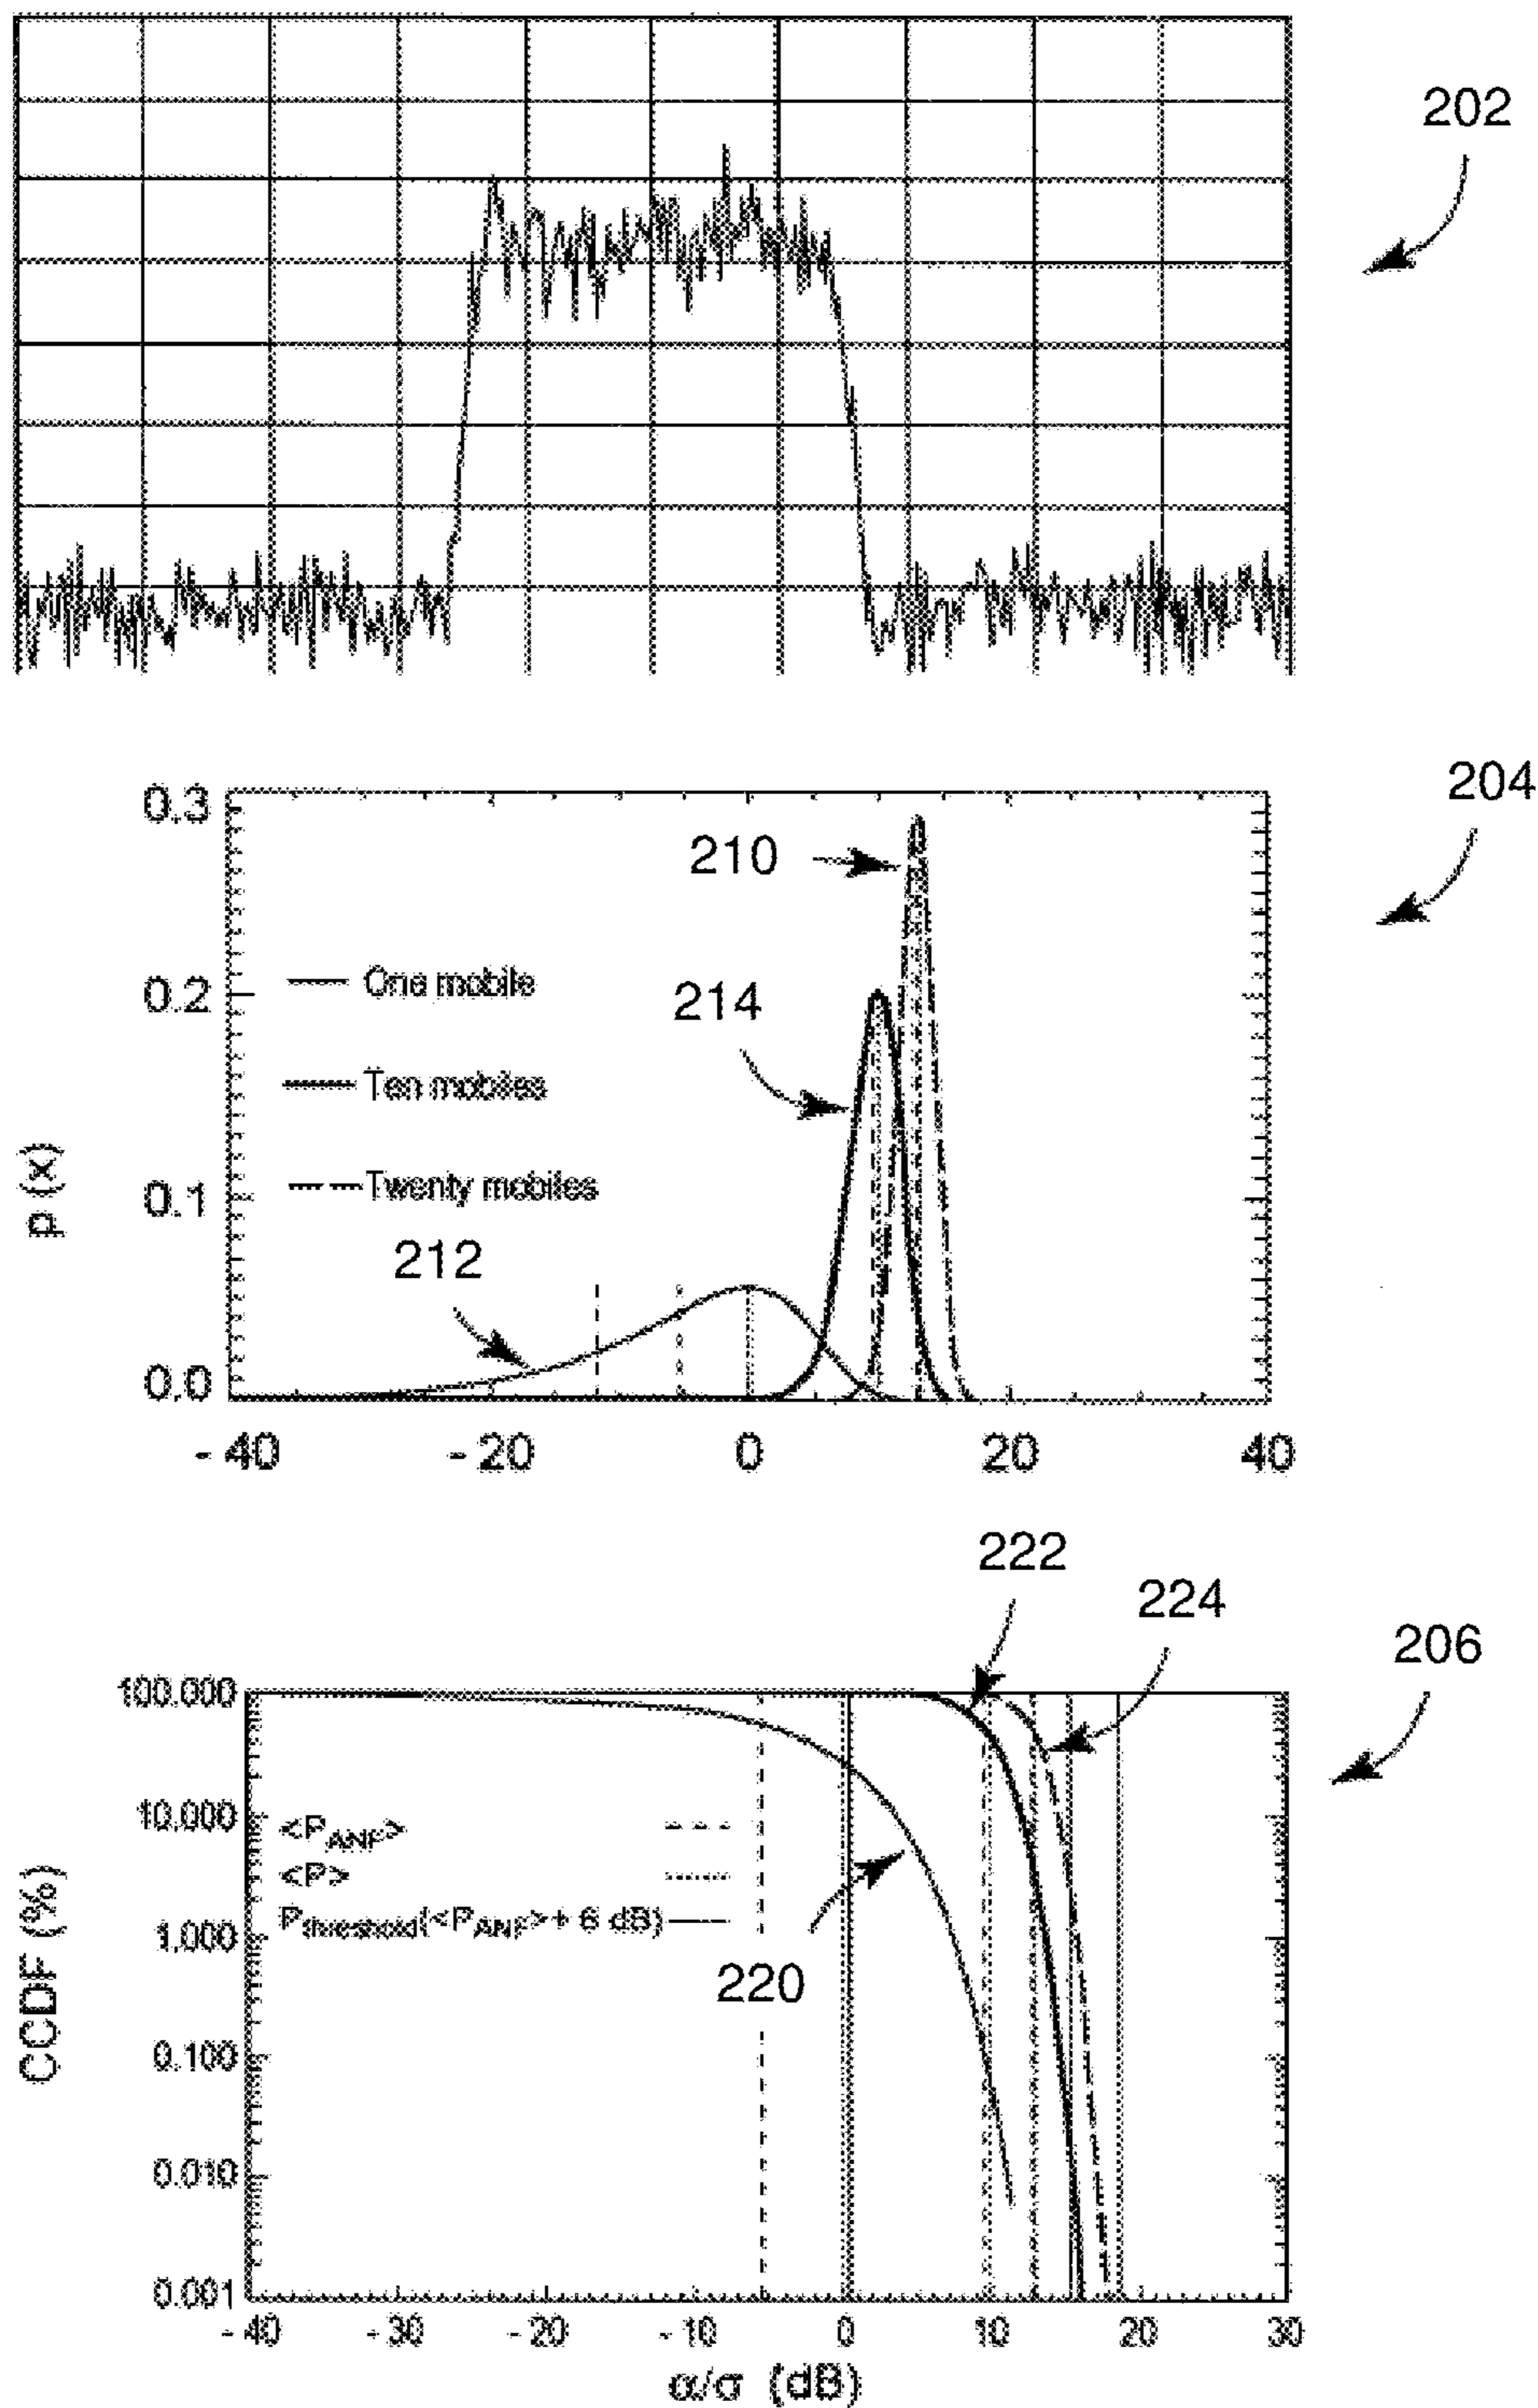 202
204
0.3
210
One mobile
0.2
214
Ten mobiles
Twenty mobiles
0.1
p (x)
212
0.0
- 40 - 20 0 20 40
222
224
206
100.000
10.000
<P_ANF>
<P>
P_threshold(<P_ANF>+ 6 dB)
1.000
CCDF (%)
220
0.100
0.010
0.001
- 40 - 30 - 20 - 10 0 10 20 30
α/σ (dB)